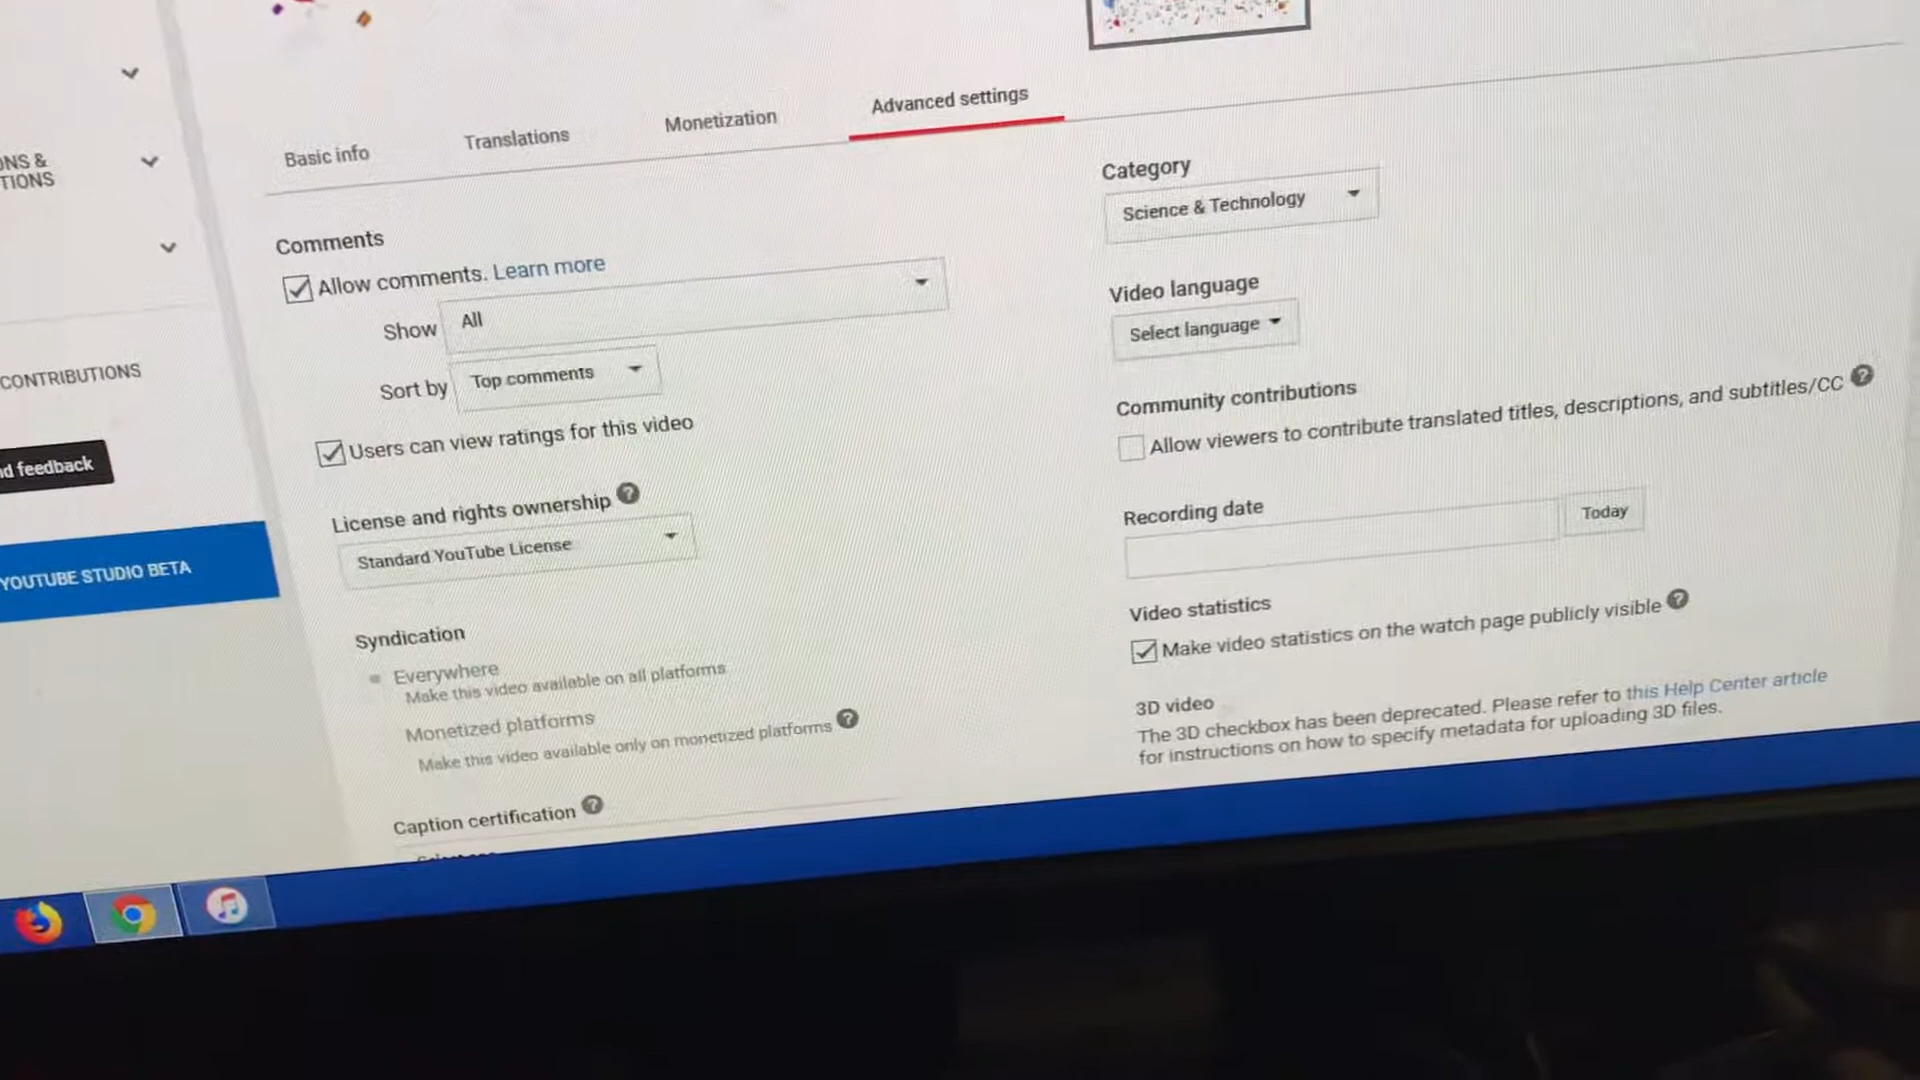 Basic info
Translations
Monetization
Advanced settings
ONS &
TIONS
CONTRIBUTIONS
nd feedback
YOUTUBE STUDIO BETA
Comments
Allow comments. Learn more
Show All
Sort by Top comments
Users can view ratings for this video
License and rights ownership ?
Standard YouTube License
Syndication
Everywhere
Make this video available on all platforms
Monetized platforms
Make this video available only on monetized platforms ?
Caption certification ?
Category
Science & Technology
Video language
Select language
Community contributions
Allow viewers to contribute translated titles, descriptions, and subtitles/CC ?
Recording date
Today
Video statistics
Make video statistics on the watch page publicly visible ?
3D video
The 3D checkbox has been deprecated. Please refer to this Help Center article
for instructions on how to specify metadata for uploading 3D files.